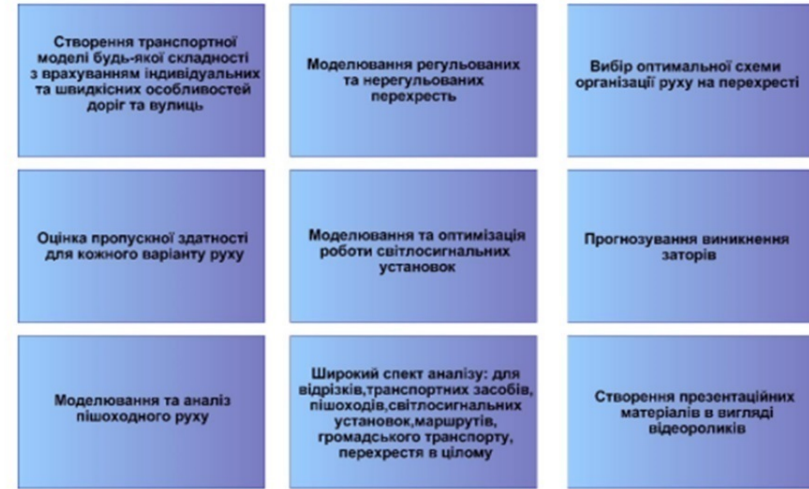 Створення транспортної
моделі будь-якої складності
з врахуванням індивідуальних
та швидкісних особливостей
доріг та вулиць
Моделювання регульованих
та нерегульованих
перехресть
Вибір оптимальної схеми
організації руху на перехресті
Оцінка пропускної здатності
для кожного варіанту руху
Моделювання та оптимізація
роботи світлосигнальних
установок
Прогнозування виникнення
заторів
Моделювання та аналіз
пішоходного руху
Широкий спект аналізу: для
відрізків,транспортних засобів,
пішоходів,світлосигнальних
установок,маршрутів,
громадського транспорту,
перехрестя в цілому
Створення презентаційних
матеріалів в вигляді
відеороликів